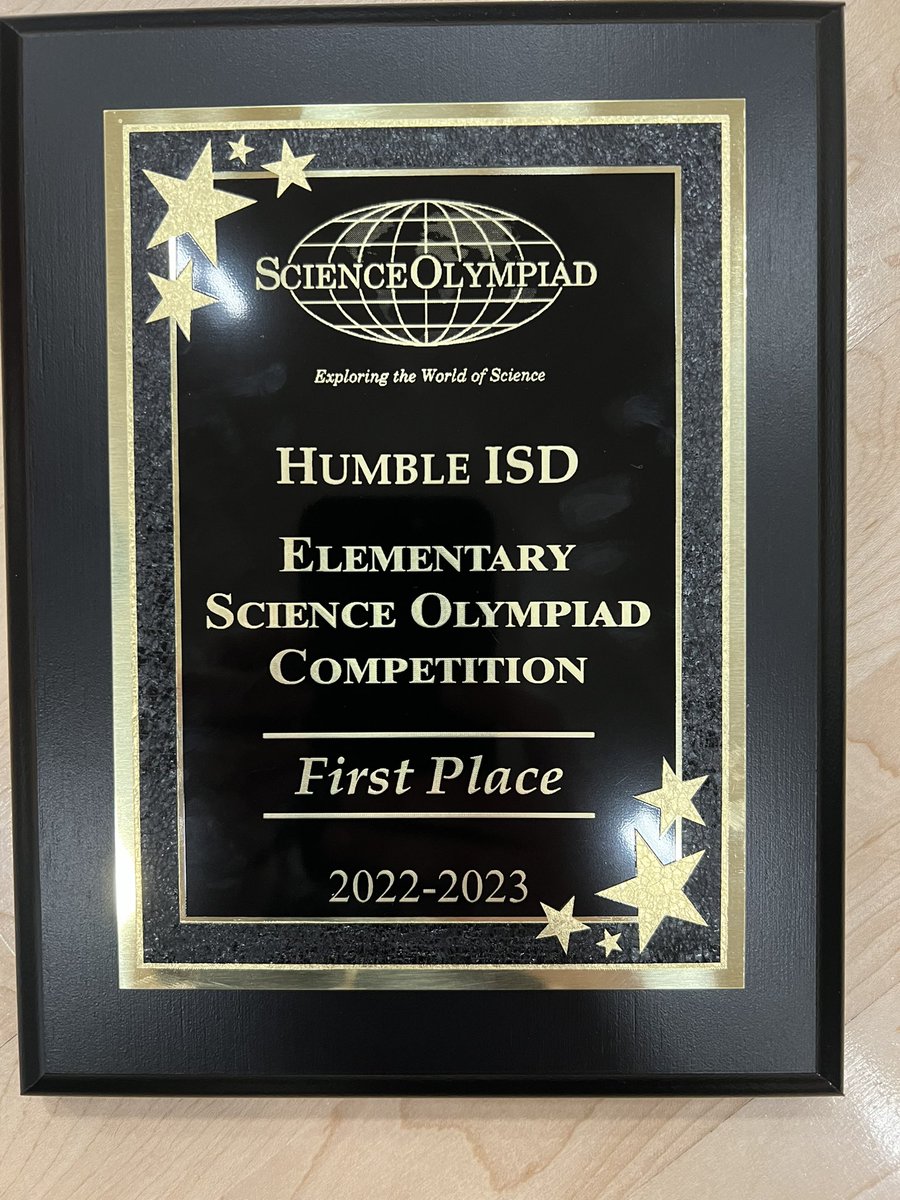 SCIENCE OLYMPIAD
Exploring the World of Science
HUMBLE ISD
ELEMENTARY
SCIENCE OLYMPIAD
COMPETITION
First Place
2022-2023